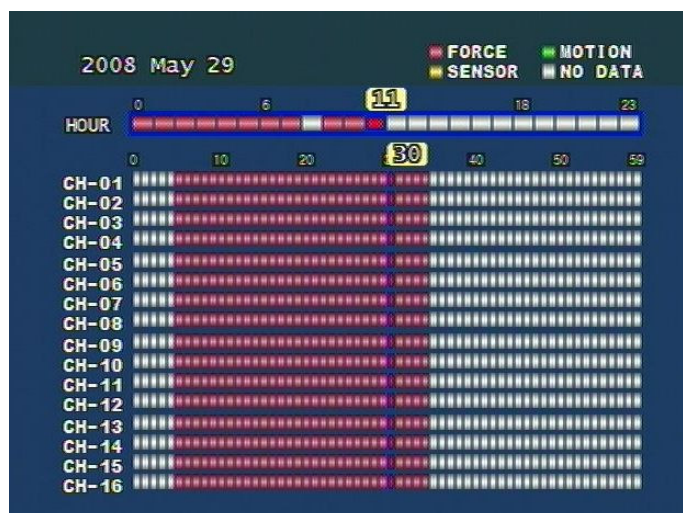 2008 May 29
FORCE MOTION
SENSOR NO DATA
0 6 11 18 23
HOUR
0 10 20 30 40 50 59
CH-01
CH-02
CH-03
CH-04
CH-05
CH-06
CH-07
CH-08
CH-09
CH-10
CH-11
CH-12
CH-13
CH-14
CH-15
CH-16